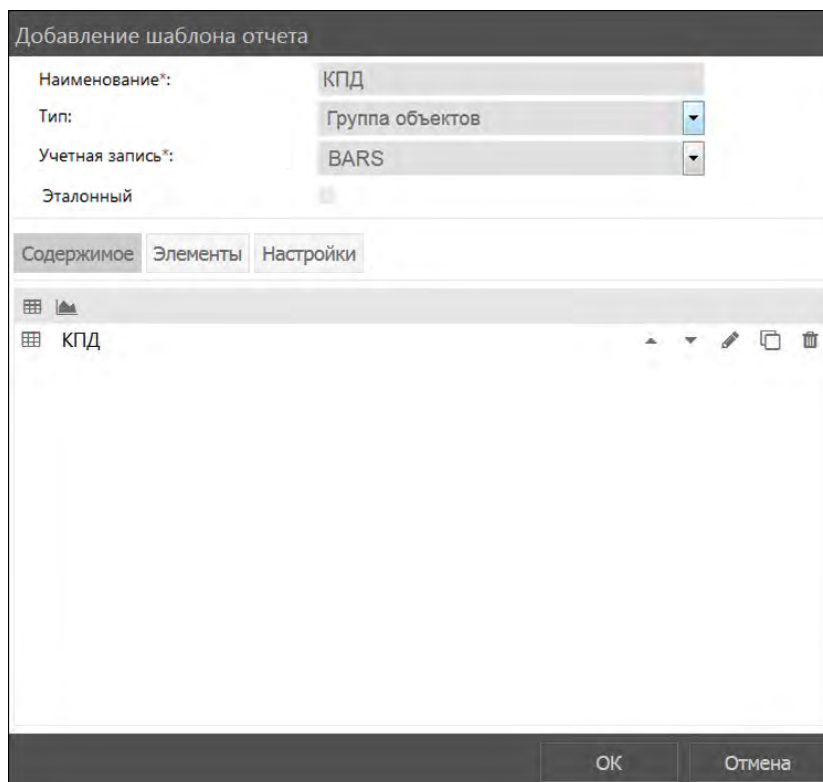 Добавление шаблона отчета
Наименование*: КПД
Тип: Группа объектов
Учетная запись*: BARS
Эталонный
Содержимое Элементы Настройки
КПД
ОК Отмена